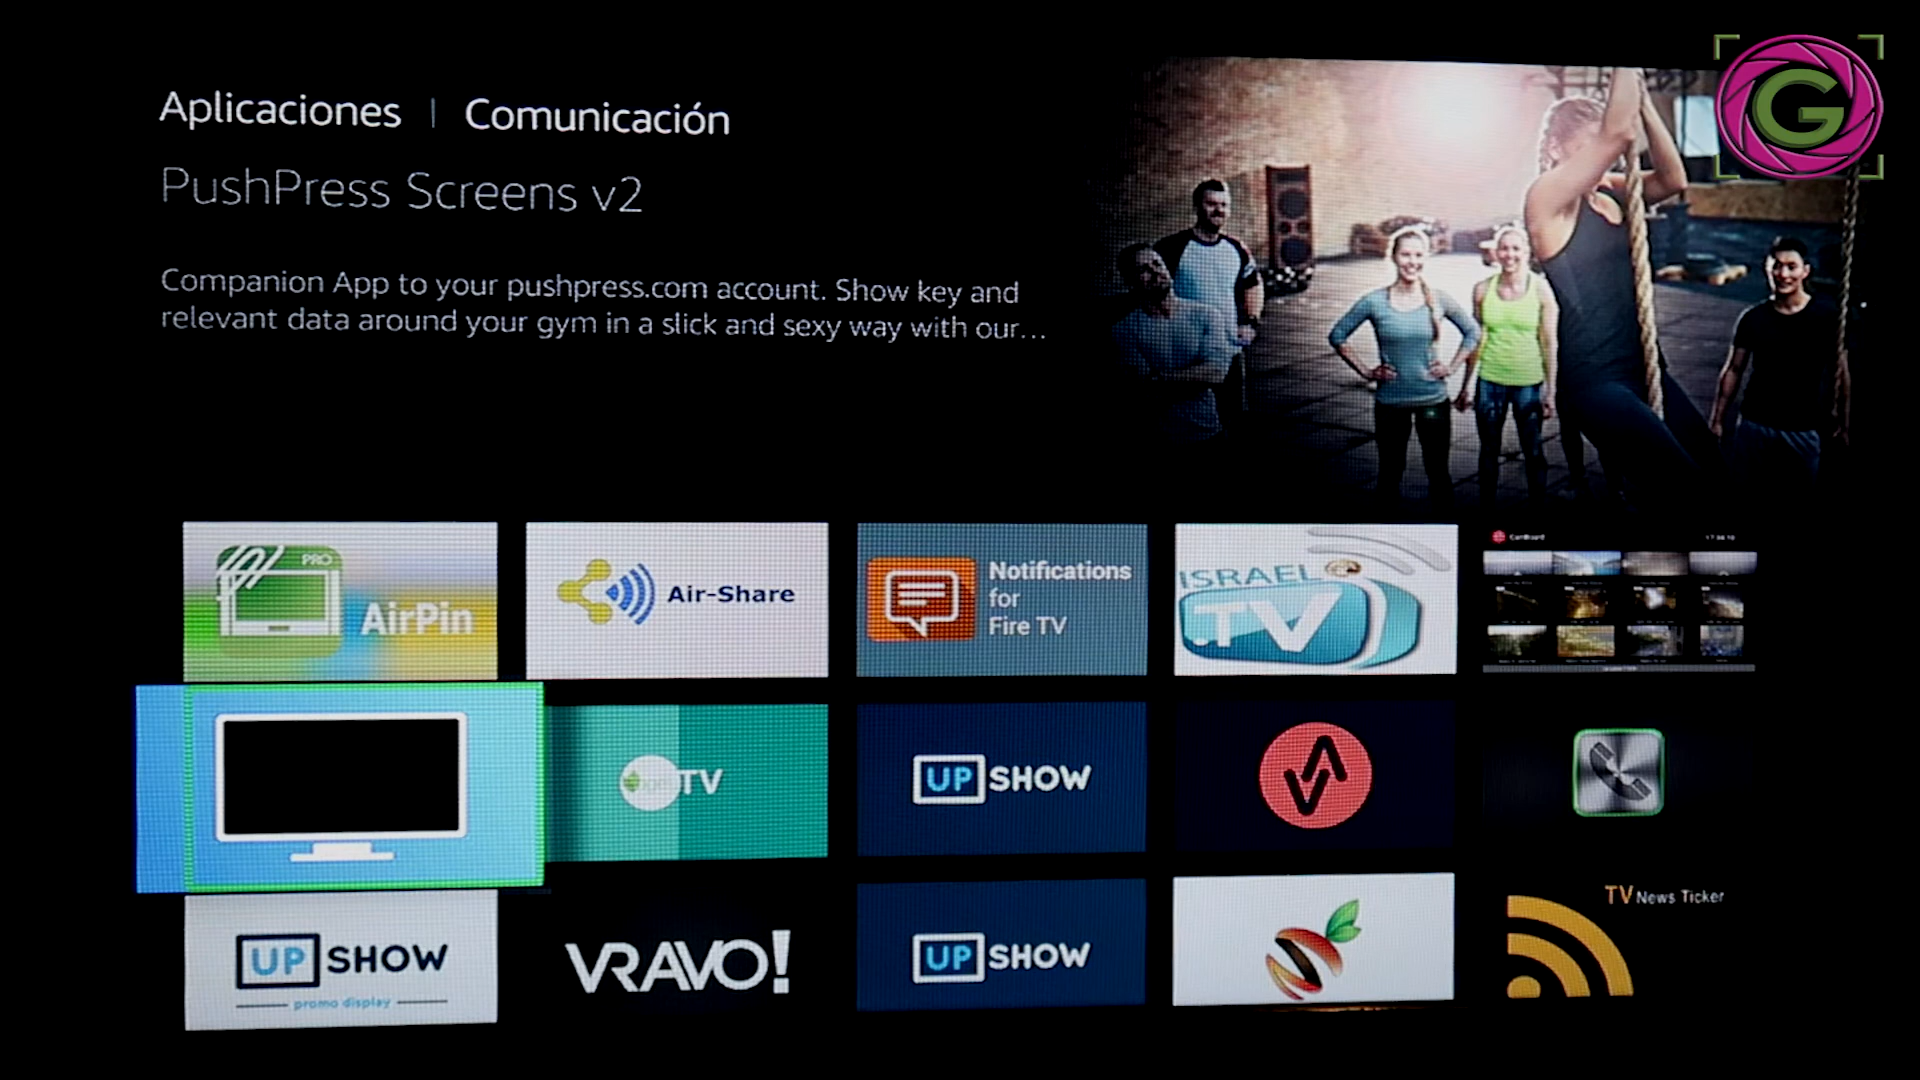 Aplicaciones | Comunicación
PushPress Screens v2
Companion App to your pushpress.com account. Show key and
relevant data around your gym in a slick and sexy way with our...
G
PRO
AirPin
Air-Share
Notifications
for
Fire TV
ISRAEL
.TV
TV
UP SHOW
UP SHOW
promo display
VRAVO!
UP SHOW
TV News Ticker